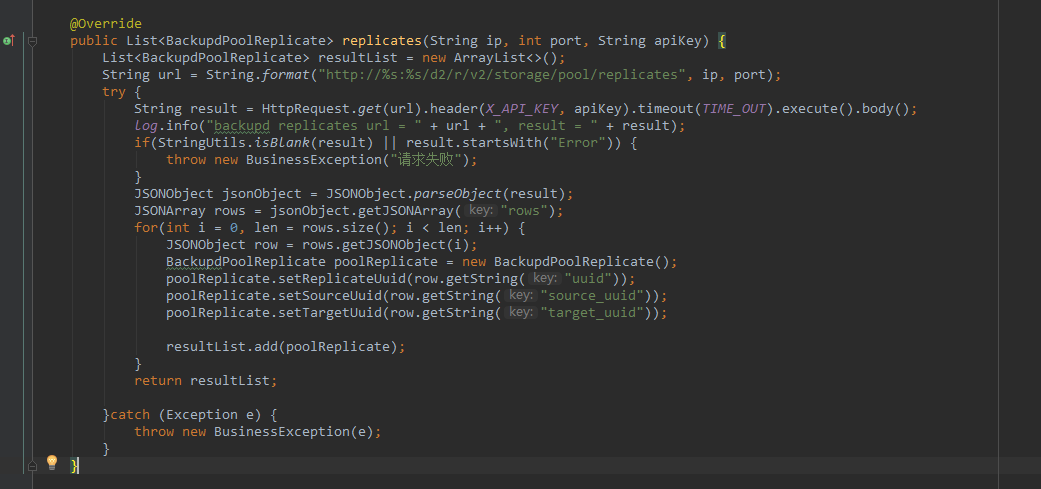 @Override
public List<BackupdPoolReplicate> replicates(String ip, int port, String apiKey) {
List<BackupdPoolReplicate> resultList = new ArrayList<>();
String url = String.format("http://%s:%s/d2/r/v2/storage/pool/replicates", ip, port);
try {
String result = HttpRequest.get(url).header(X_API_KEY, apiKey).timeout(TIME_OUT).execute().body();
log.info("backupd replicates url = " + url + ", result = " + result);
if(StringUtils.isBlank(result) || result.startsWith("Error")) {
throw new BusinessException("请求失败");
}
JSONObject jsonObject = JSONObject.parseObject(result);
JSONArray rows = jsonObject.getJSONArray( key: "rows");
for(int i = 0, len = rows.size(); i < len; i++) {
JSONObject row = rows.getJSONObject(i);
BackupdPoolReplicate poolReplicate = new BackupdPoolReplicate();
poolReplicate.setReplicateUuid(row.getString( key: "uuid"));
poolReplicate.setSourceUuid(row.getString( key: "source_uuid"));
poolReplicate.setTargetUuid(row.getString( key: "target_uuid"));
resultList.add(poolReplicate);
}
return resultList;
}catch (Exception e) {
throw new BusinessException(e);
}
}